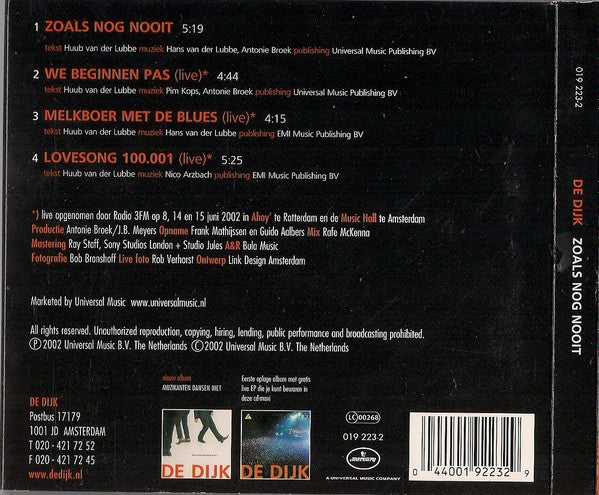 1 ZOALS NOG NOOIT 5:19
tekst Huub van der Lubbe muziek Hans van der Lubbe, Antonie Broek publishing Universal Music Publishing BV
2 WE BEGINNEN PAS (live)* 4:44
tekst Huub van der Lubbe muziek Pim Kops, Antonie Broek publishing Universal Music Publishing BV
3 MELKBOER MET DE BLUES (live)* 4:15
tekst Huub van der Lubbe muziek Hans van der Lubbe publishing EMI Music Publishing BV
4 LOVESONG 100.001 (live)* 5:25
tekst Huub van der Lubbe muziek Nico Arzbach publishing EMI Music Publishing BV
*) live opgenomen door Radio 3FM op 8, 14 en 15 juni 2002 in Ahoy' te Rotterdam en de Music Hall te Amsterdam
Productie Antonie Broek/J.B. Meyers Opname Frank Mathijssen en Guido Aalbers Mix Rafe McKenna
Mastering Ray Staff, Sony Studios London + Studio Jules A&R Bula Music
Fotografie Bob Bronshoff Live foto Rob Verhorst Ontwerp Link Design Amsterdam
Marketed by Universal Music www.universalmusic.nl
All rights reserved. Unauthorized reproduction, copying, hiring, lending, public performance and broadcasting prohibited.
Ⓟ 2002 Universal Music B.V. The Netherlands Ⓒ2002 Universal Music B.V. The Netherlands
DE DIJK
Postbus 17179
1001 JD AMSTERDAM
T 020 - 421 72 52
F 020 - 421 72 45
www.dedijk.nl
nieuw album
MUZIKANTEN DANSEN NIET
DE DIJK
Eerste oplage album met gratis
live EP die je kunt bewaren in
deze cd-maxi
DE DIJK
LC 00268
019 223-2
mercury
A UNIVERSAL MUSIC COMPANY
0 44001 92232 9
019 223-2
DE DIJK ZOALS NOG NOOIT